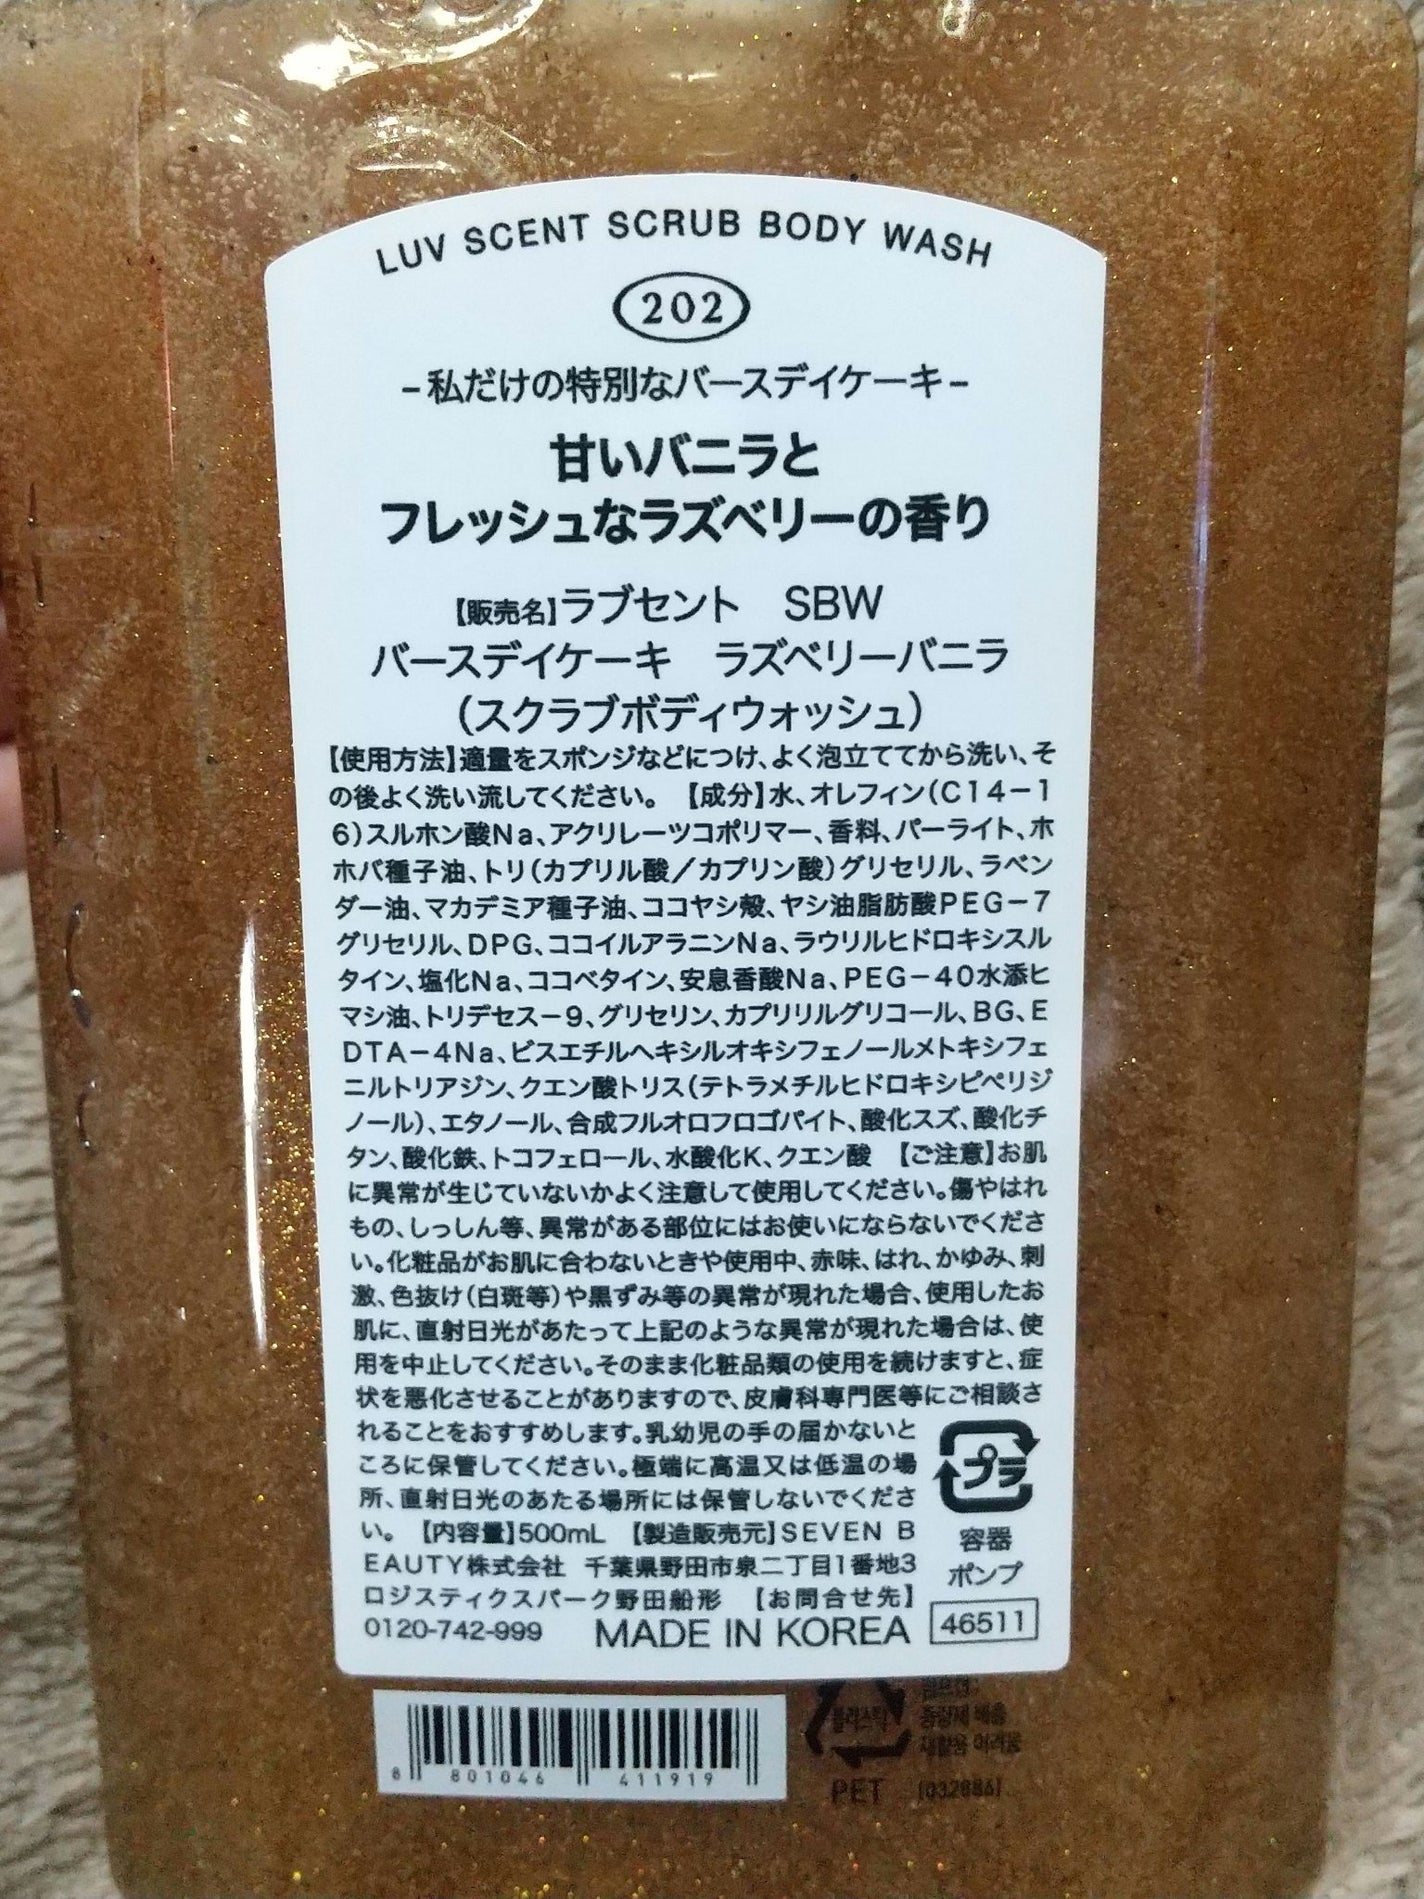 LUV SCENT SCRUB BODY WASH
202
-私だけの特別なバースデイケーキ-
甘いバニラと
フレッシュなラズベリーの香り
【販売名】ラブセント SBW
バースデイケーキ ラズベリーバニラ
(スクラブボディウォッシュ)
【使用方法】適量をスポンジなどにつけ、よく泡立ててから洗い、そ
の後よく洗い流してください。 【成分】水、オレフィン(C14-1
6)スルホン酸Na、アクリレーツコポリマー、香料、パーライト、ホ
ホバ種子油、トリ(カプリル酸/カプリン酸)グリセリル、ラベン
ダー油、マカデミア種子油、ココヤシ殻、ヤシ油脂肪酸PEG-7
グリセリル、DPG、ココイルアラニンNa、ラウリルヒドロキシスル
タイン、塩化Na、ココベタイン、安息香酸Na、PEG-40水添ヒ
マシ油、トリデセス-9、グリセリン、カプリリルグリコール、BG、E
DTA-4Na、ビスエチルヘキシルオキシフェノールメトキシフェ
ニルトリアジン、クエン酸トリス(テトラメチルヒドロキシピペリジ
ノール)、エタノール、合成フルオロフロゴパイト、酸化スズ、酸化チ
タン、酸化鉄、トコフェロール、水酸化K、クエン酸 【ご注意】お肌
に異常が生じていないかよく注意して使用してください。傷やはれ
もの、しっしん等、異常がある部位にはお使いにならないでくださ
い。化粧品がお肌に合わないときや使用中、赤味、はれ、かゆみ、刺
激、色抜け(白斑等)や黒ずみ等の異常が現れた場合、使用したお
肌に、直射日光があたって上記のような異常が現れた場合は、使
用を中止してください。そのまま化粧品類の使用を続けますと、症
状を悪化させることがありますので、皮膚科専門医等にご相談さ
れることをおすすめします。乳幼児の手の届かないと
ころに保管してください。極端に高温又は低温の場
所、直射日光のあたる場所には保管しないでくださ
い。 【内容量】500mL 【製造販売元】SEVEN B
EAUTY株式会社 千葉県野田市泉二丁目1番地3
ロジスティクスパーク野田船形 【お問合せ先】
0120-742-999 MADE IN KOREA
プラ
容器
ポンプ
46511
8 801046 411919
플라스틱
PET